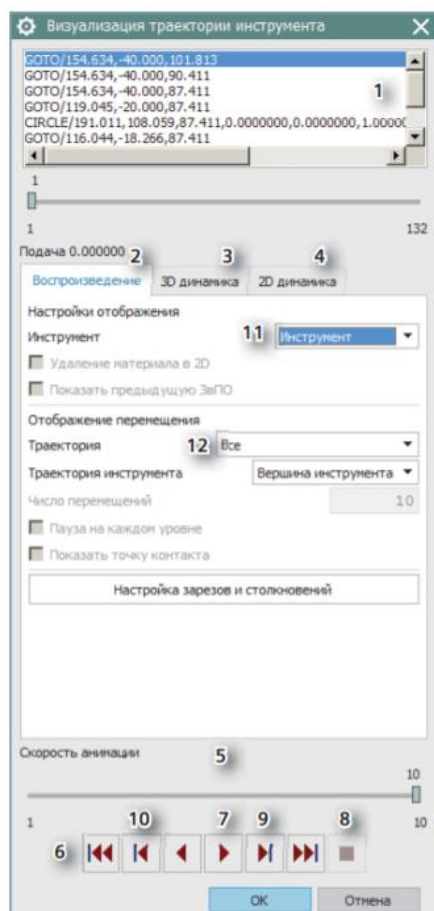 Визуализация траектории инструмента
GOTO/154.634,-40.000,101.813
GOTO/154.634,-40.000,90.411
GOTO/154.634,-40.000,87.411
GOTO/119.045,-20.000,87.411
CIRCLE/191.011,108.059,87.411,0.0000000,0.0000000,1.00000
GOTO/116.044,-18.266,87.411
1
1
1 132
Подача 0.000000
2 3 4
Воспроизведение 3D динамика 2D динамика
Настройки отображения
Инструмент 11 Инструмент
Удаление материала в 2D
Показать предыдущую ЗвПО
Отображение перемещения
Траектория 12 Все
Траектория инструмента Вершина инструмента
Число перемещений 10
Пауза на каждом уровне
Показать точку контакта
Настройка зарезов и столкновений
Скорость анимации 5
10
1 10
10 7 9 8
6
OK Отмена